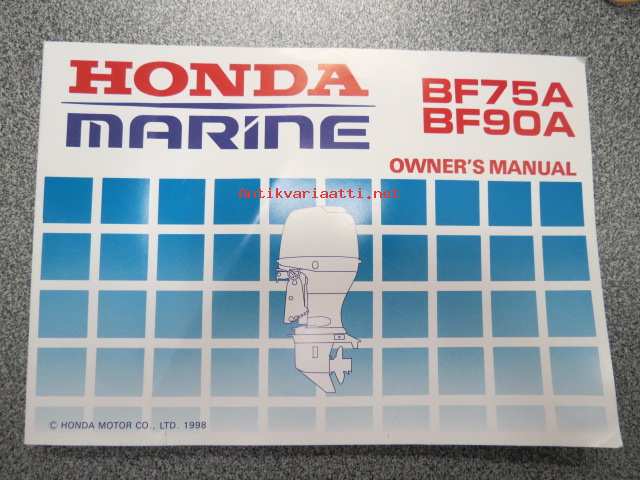 HONDA
MARINE
BF75A
BF90A
OWNER'S MANUAL
Antikvariaatti.net
© HONDA MOTOR CO., LTD. 1998